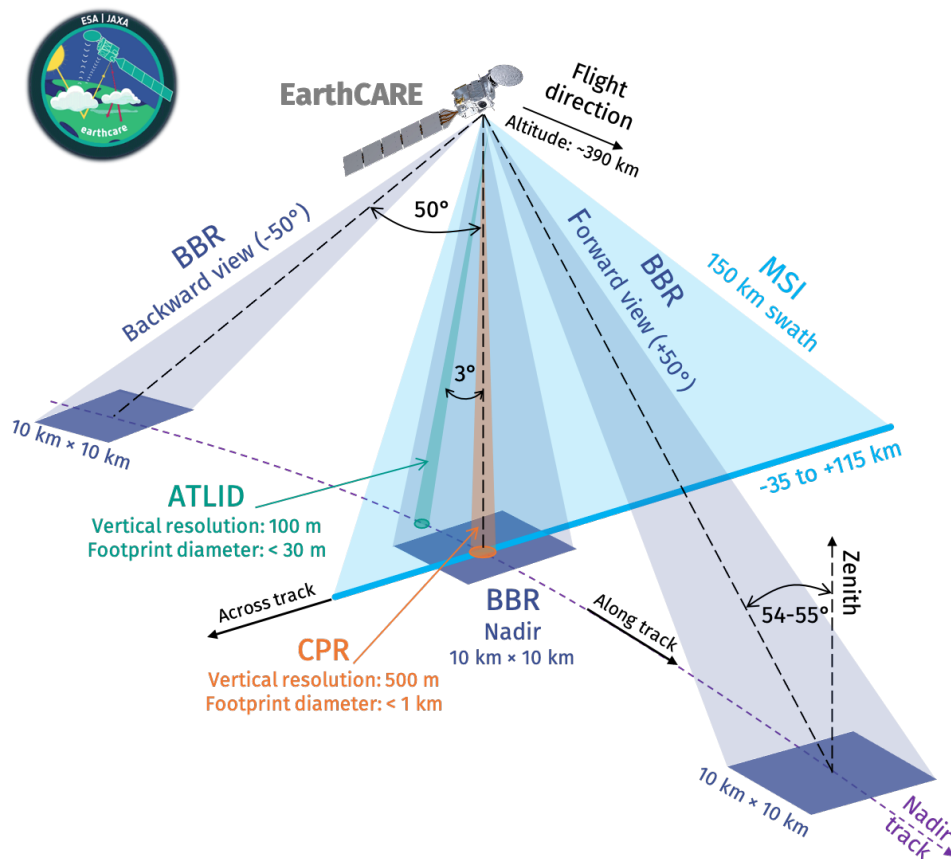 ESA | JAXA
earthcare
EarthCARE
Flight
direction
Altitude: ~390 km
50°
BBR
Backward view (-50°)
BBR
Forward view (+50°)
MSI
150 km swath
3°
10 km × 10 km
-35 to +115 km
ATLID
Vertical resolution: 100 m
Footprint diameter: < 30 m
Zenith
Across track
BBR
Nadir
10 km × 10 km
Along track
54-55°
CPR
Vertical resolution: 500 m
Footprint diameter: < 1 km
10 km × 10 km
Nadir
track